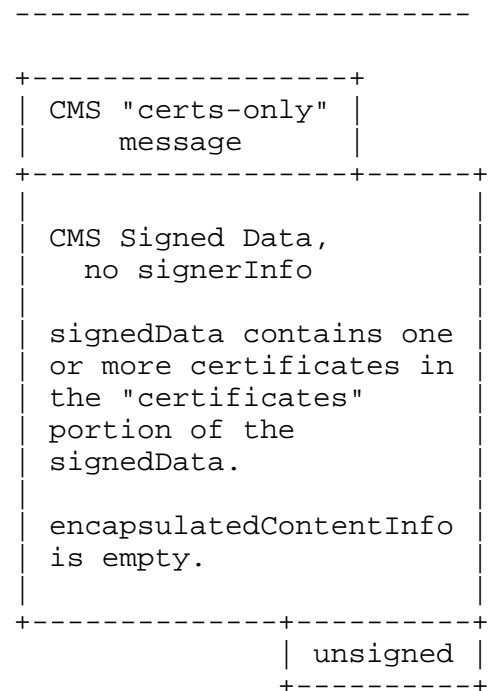 --------------------------
+-------------------+
| CMS "certs-only" |
| message |
+-------------------+------+
| |
| CMS Signed Data, |
| no signerInfo |
| |
| signedData contains one |
| or more certificates in |
| the "certificates" |
| portion of the |
| signedData. |
| |
| encapsulatedContentInfo |
| is empty. |
| |
+--------------+----------+
| unsigned |
+----------+